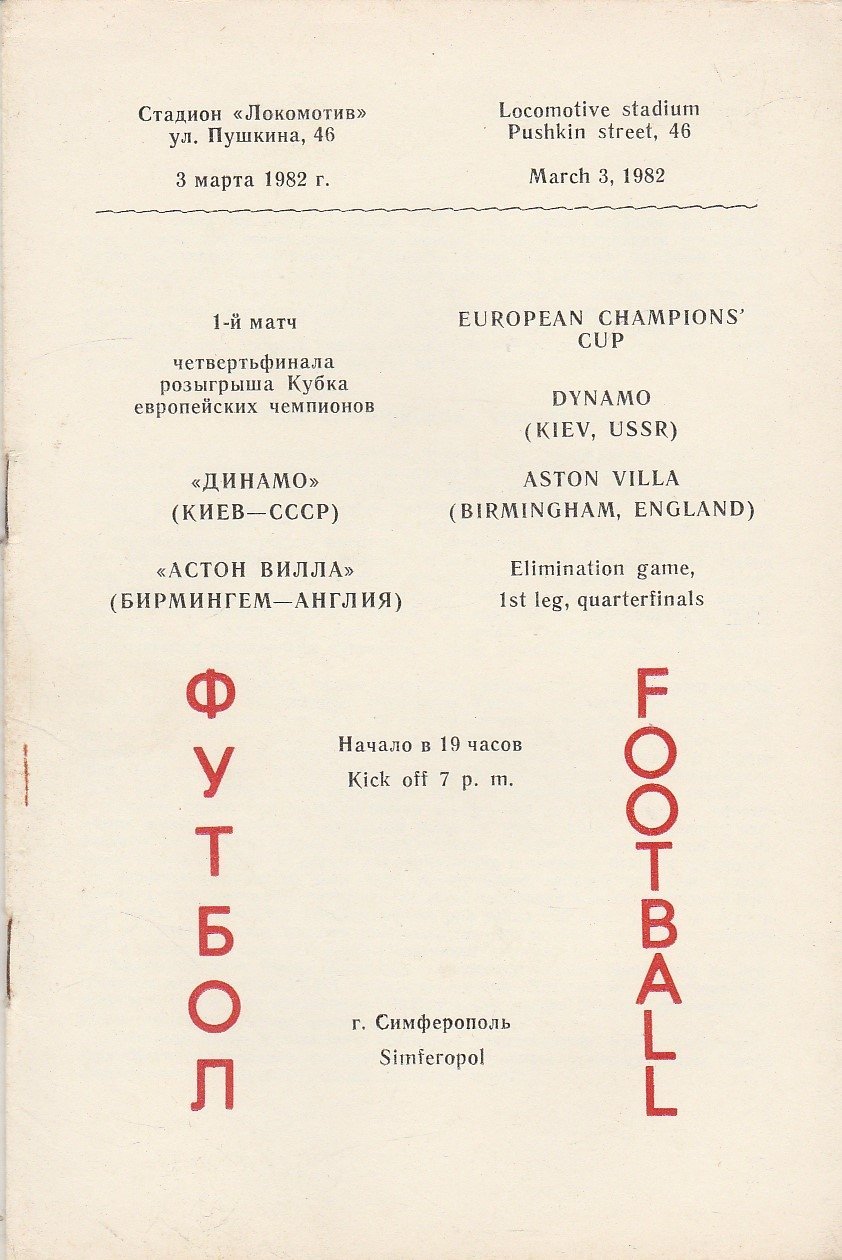 Стадион «Локомотив»
ул. Пушкина, 46
3 марта 1982 г.
Locomotive stadium
Pushkin street, 46
March 3, 1982
1-й матч
четвертьфинала
розыгрыша Кубка
европейских чемпионов
«ДИНАМО»
(КИЕВ—СССР)
«АСТОН ВИЛЛА»
(БИРМИНГЕМ—АНГЛИЯ)
EUROPEAN CHAMPIONS'
CUP
DYNAMO
(KIEV, USSR)
ASTON VILLA
(BIRMINGHAM, ENGLAND)
Elimination game,
1st leg, quarterfinals
ФУТБОЛ
Начало в 19 часов
Kick off 7 p. m.
г. Симферополь
Simferopol
FOOTBALL